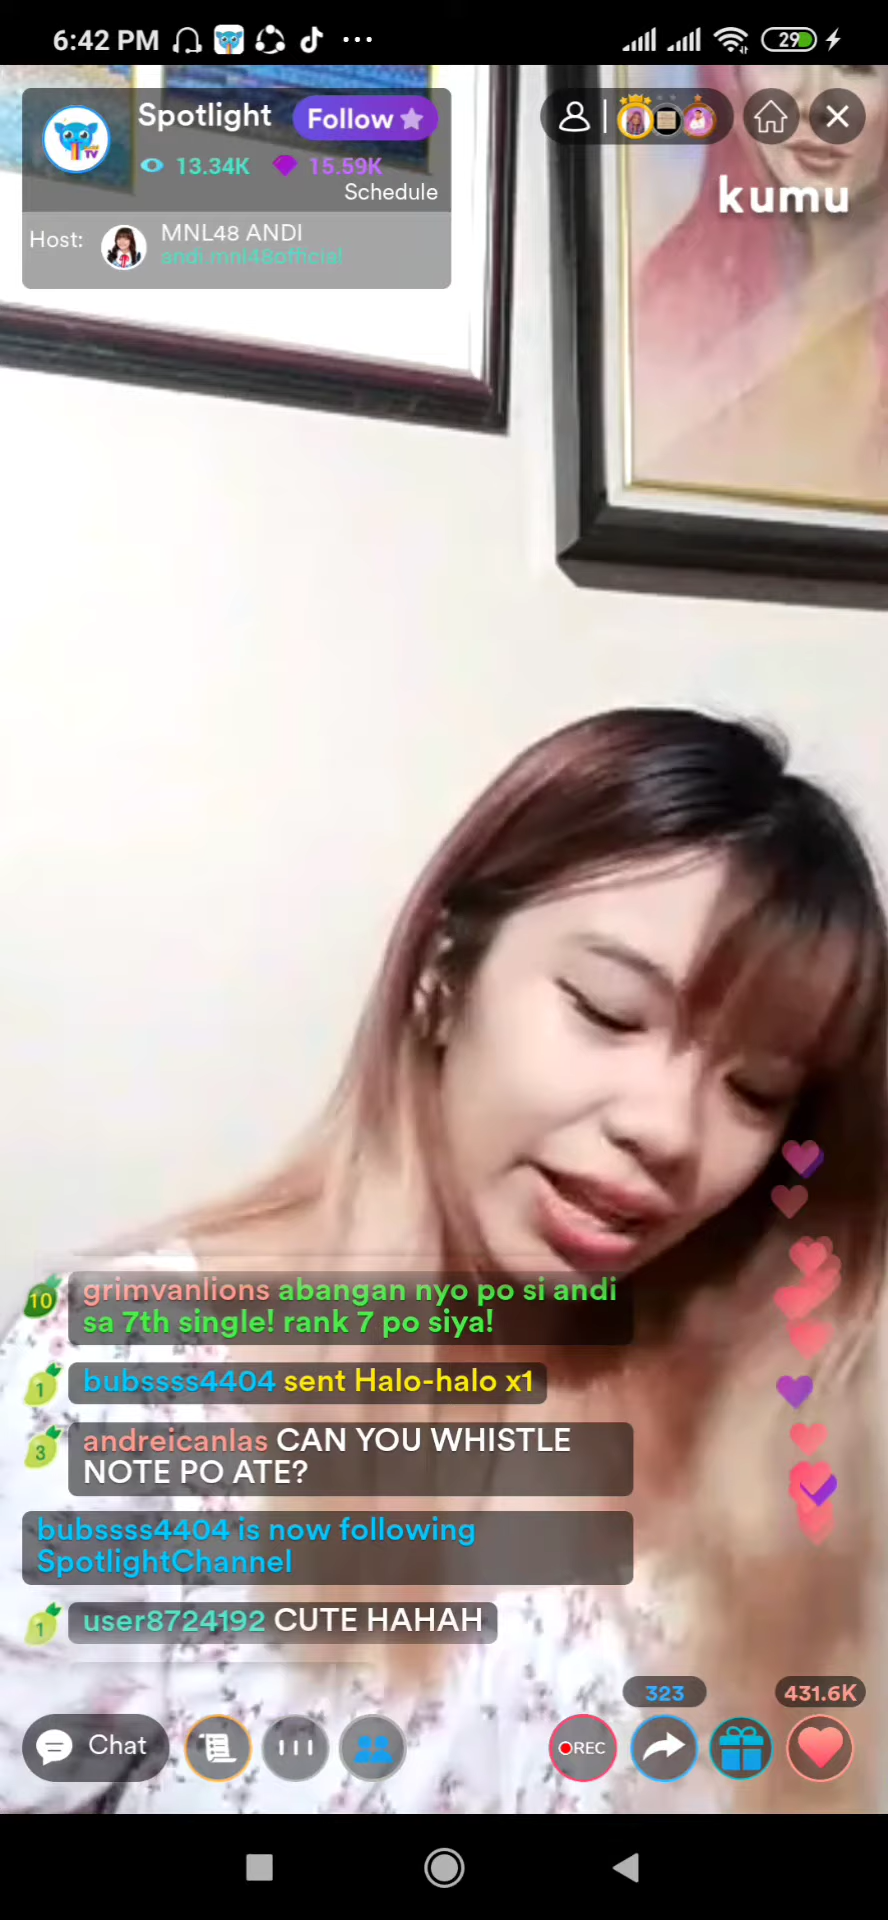 6:42 PM
29
Spotlight
Follow
13.34K
15.59K
Schedule
kumu
Host:
MNL48 ANDI
andi.mnl48official
TV
10
grimvanlions abangan nyo po si andi
sa 7th single! rank 7 po siya!
1
bubssss4404 sent Halo-halo x1
3
andreicanlas CAN YOU WHISTLE
NOTE PO ATE?
bubssss4404 is now following
SpotlightChannel
1
user8724192 CUTE HAHAH
323
431.6K
Chat
REC